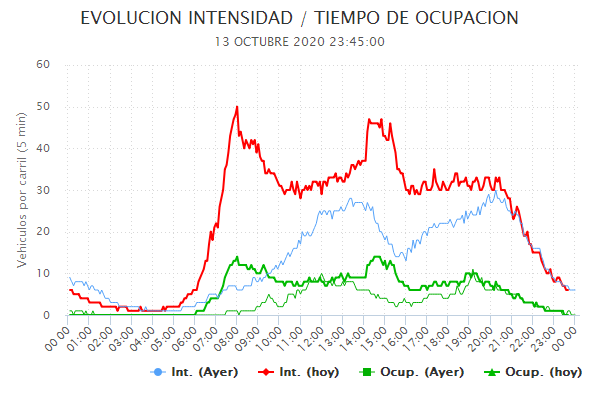 EVOLUCION INTENSIDAD / TIEMPO DE OCUPACION
13 OCTUBRE 2020 23:45:00
Vehiculos por carril (5 min)
60
50
40
30
20
10
0
00:00 01:00 02:00 03:00 04:00 05:00 06:00 07:00 08:00 09:00 10:00 11:00 12:00 13:00 14:00 15:00 16:00 17:00 18:00 19:00 20:00 21:00 22:00 23:00 00:00
Int. (Ayer) Int. (hoy) Ocup. (Ayer) Ocup. (hoy)